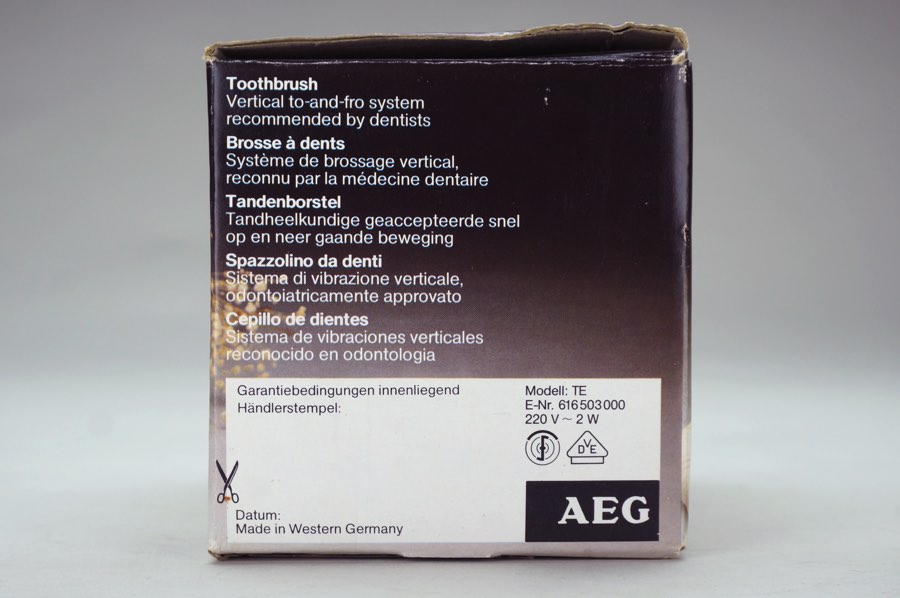 Toothbrush
Vertical to-and-fro system
recommended by dentists
Brosse à dents
Système de brossage vertical,
reconnu par la médecine dentaire
Tandenborstel
Tandheelkundige geaccepteerde snel
op en neer gaande beweging
Spazzolino da denti
Sistema di vibrazione verticale,
odontoiatricamente approvato
Cepillo de dientes
Sistema de vibraciones verticales
reconocido en odontologia
Garantiebedingungen innenliegend
Händlerstempel:
Modell: TE
E-Nr. 616503000
220 V ~ 2 W
DVE
Datum:
Made in Western Germany
AEG